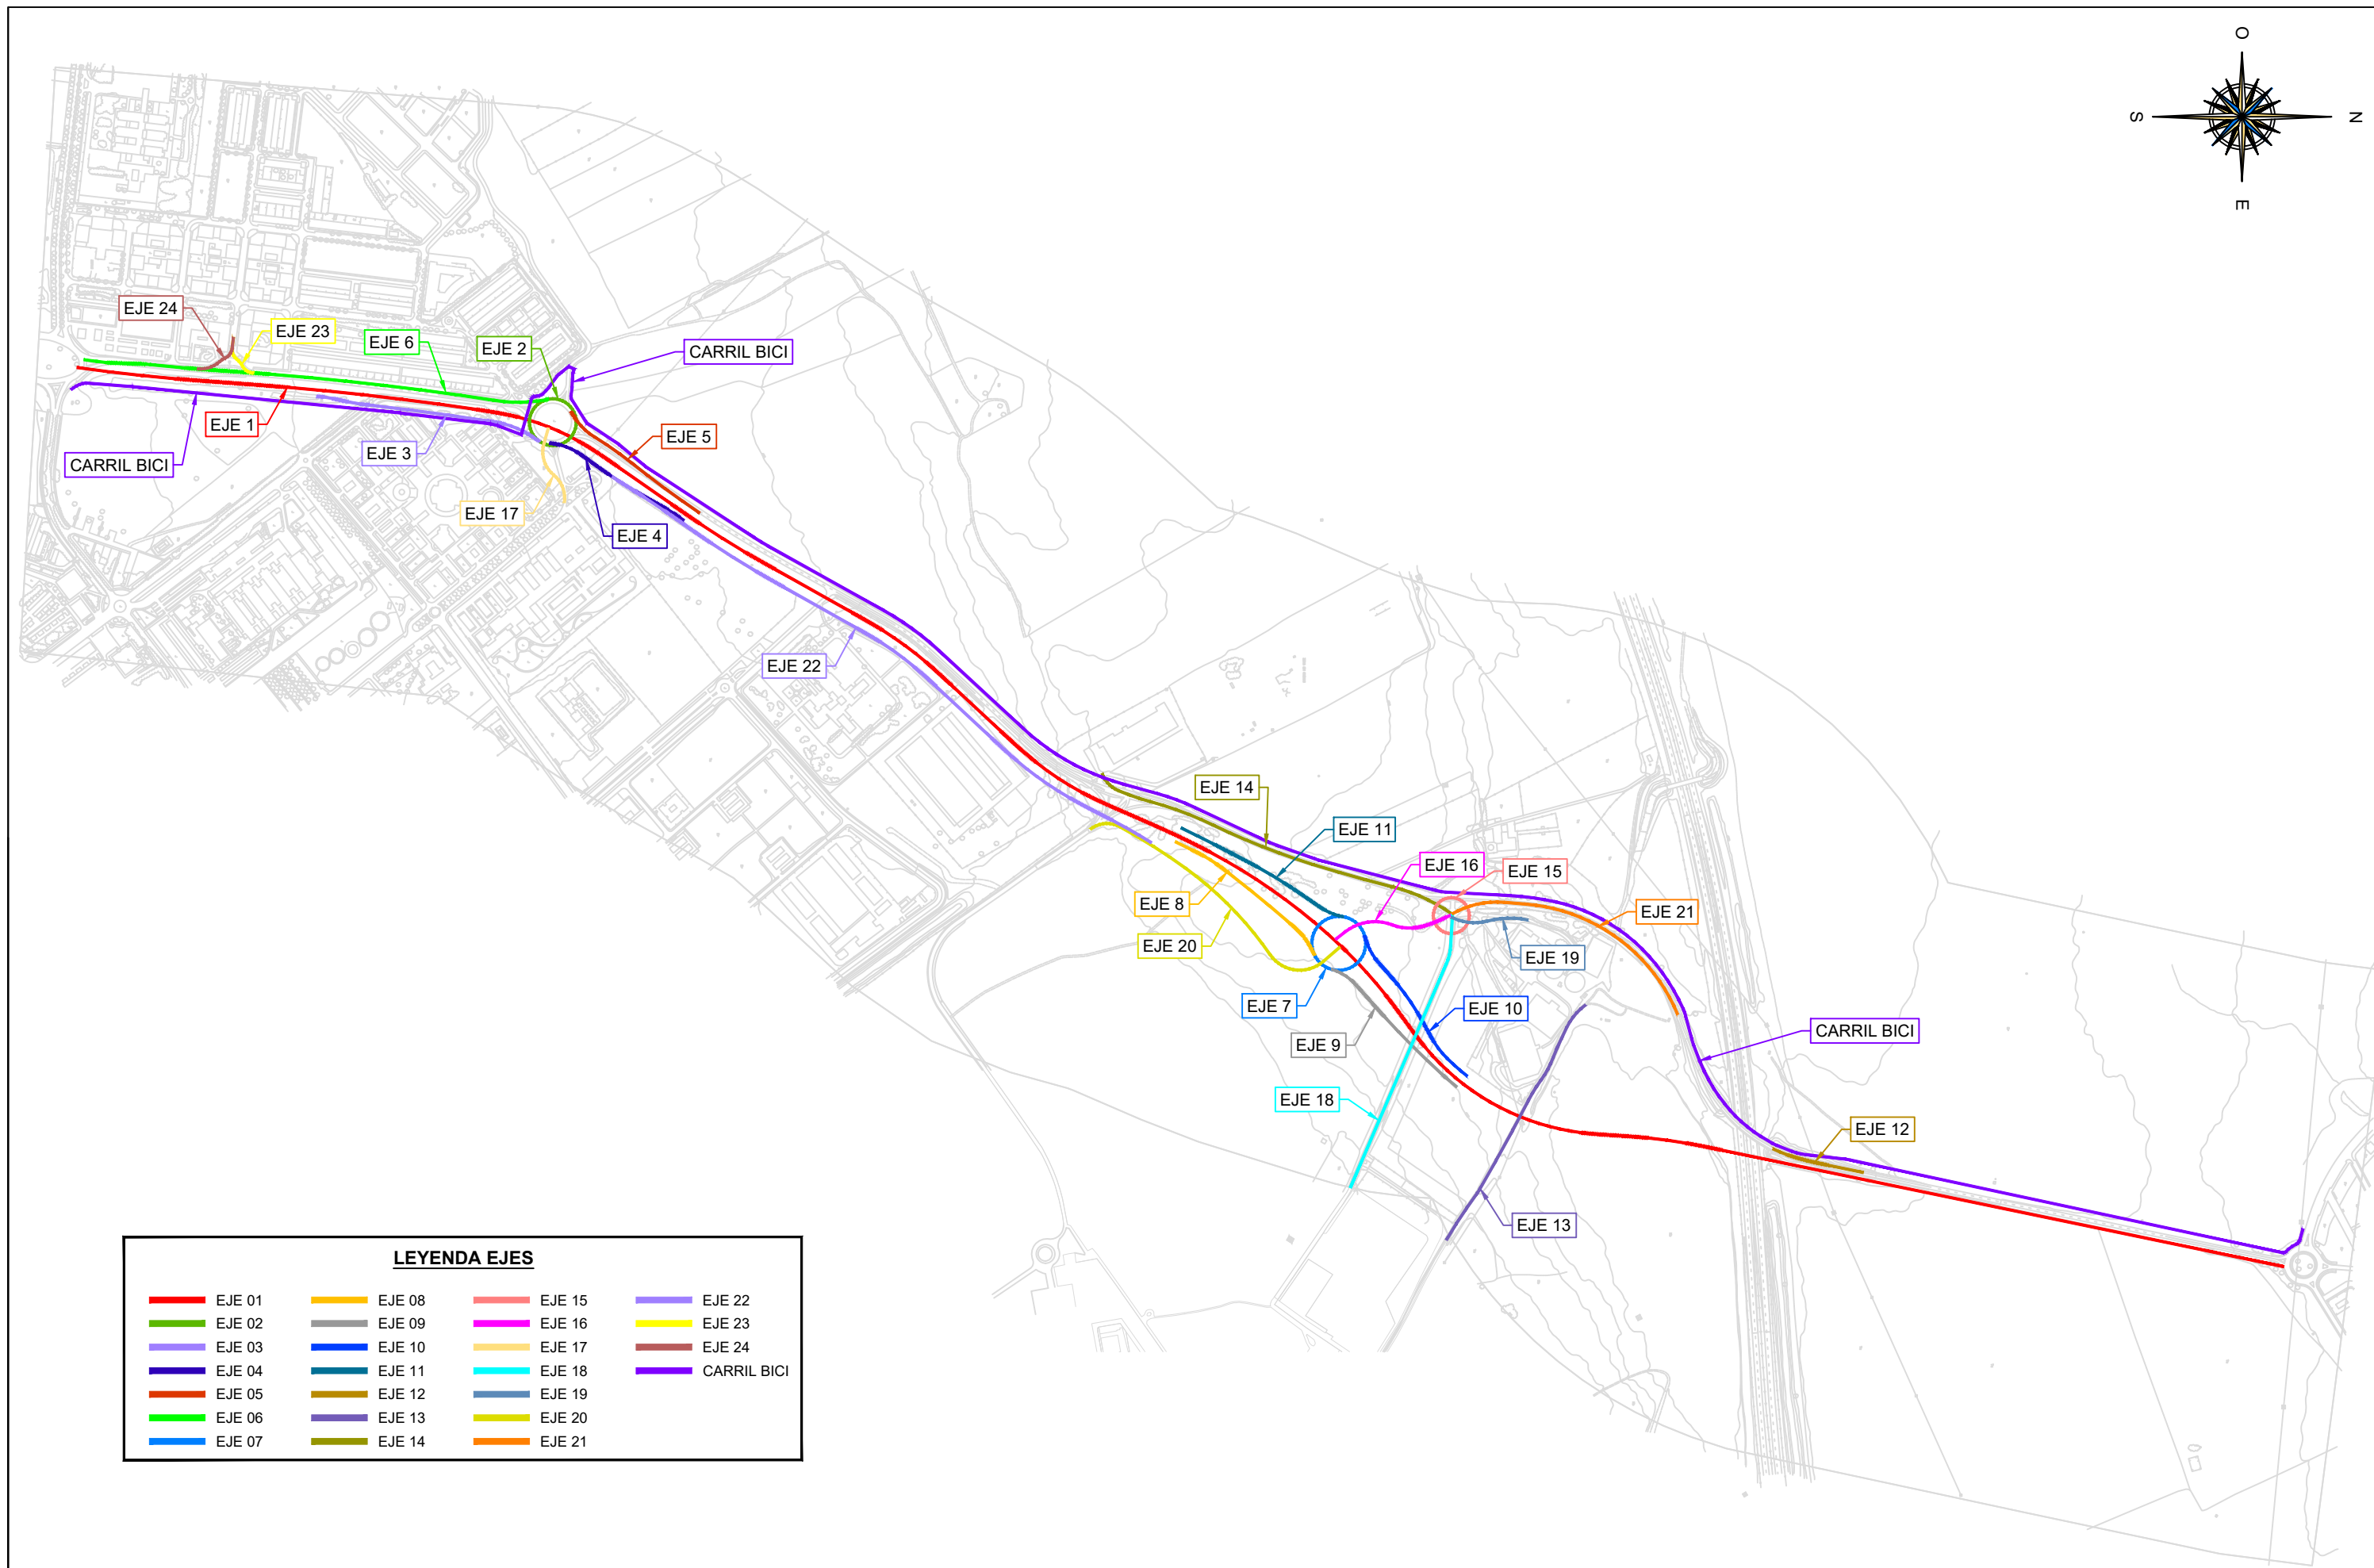 O
S
N
E
EJE 24
EJE 23
EJE 6
EJE 2
CARRIL BICI
EJE 1
EJE 3
EJE 5
CARRIL BICI
EJE 17
EJE 4
EJE 22
EJE 14
EJE 11
EJE 16
EJE 15
EJE 8
EJE 21
EJE 20
EJE 19
EJE 7
EJE 10
EJE 9
CARRIL BICI
EJE 18
EJE 12
EJE 13
LEYENDA EJES
EJE 01
EJE 02
EJE 03
EJE 04
EJE 05
EJE 06
EJE 07
EJE 08
EJE 09
EJE 10
EJE 11
EJE 12
EJE 13
EJE 14
EJE 15
EJE 16
EJE 17
EJE 18
EJE 19
EJE 20
EJE 21
EJE 22
EJE 23
EJE 24
CARRIL BICI